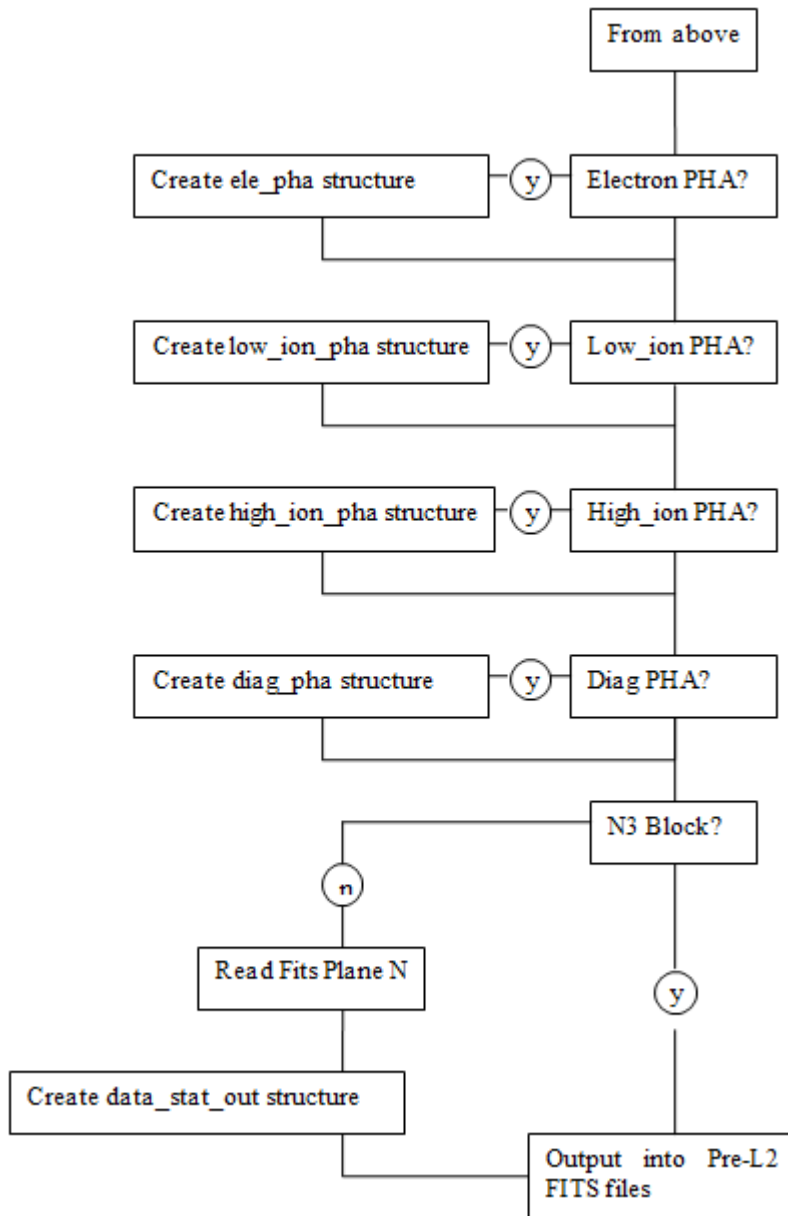 From above
Create ele_pha structure
y
Electron PHA?
Create low_ion_pha structure
y
Low_ion PHA?
Create high_ion_pha structure
y
High_ion PHA?
Create diag_pha structure
y
Diag PHA?
N3 Block?
n
Read Fits Plane N
y
Create data_stat_out structure
Output into Pre-L2
FITS files